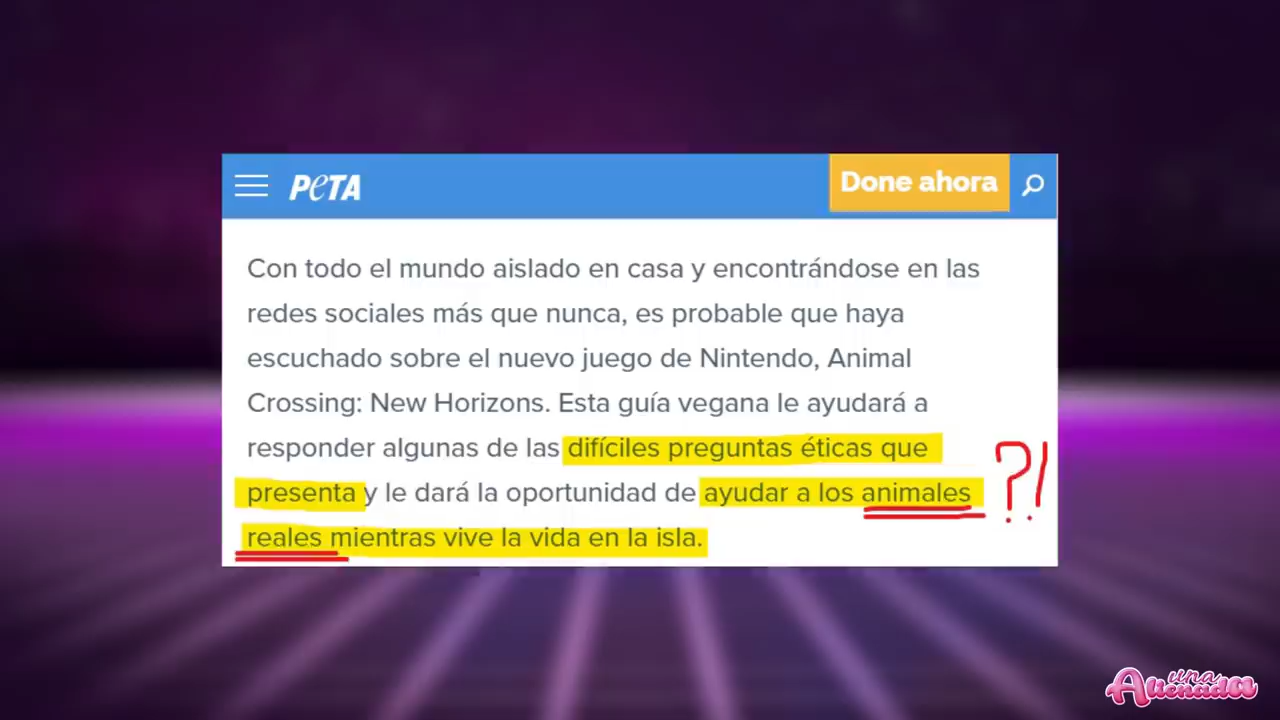 PeTA
Done ahora
Con todo el mundo aislado en casa y encontrándose en las
redes sociales más que nunca, es probable que haya
escuchado sobre el nuevo juego de Nintendo, Animal
Crossing: New Horizons. Esta guía vegana le ayudará a
responder algunas de las difíciles preguntas éticas que
presenta y le dará la oportunidad de ayudar a los animales
reales mientras vive la vida en la isla.
?!
una
Alienada